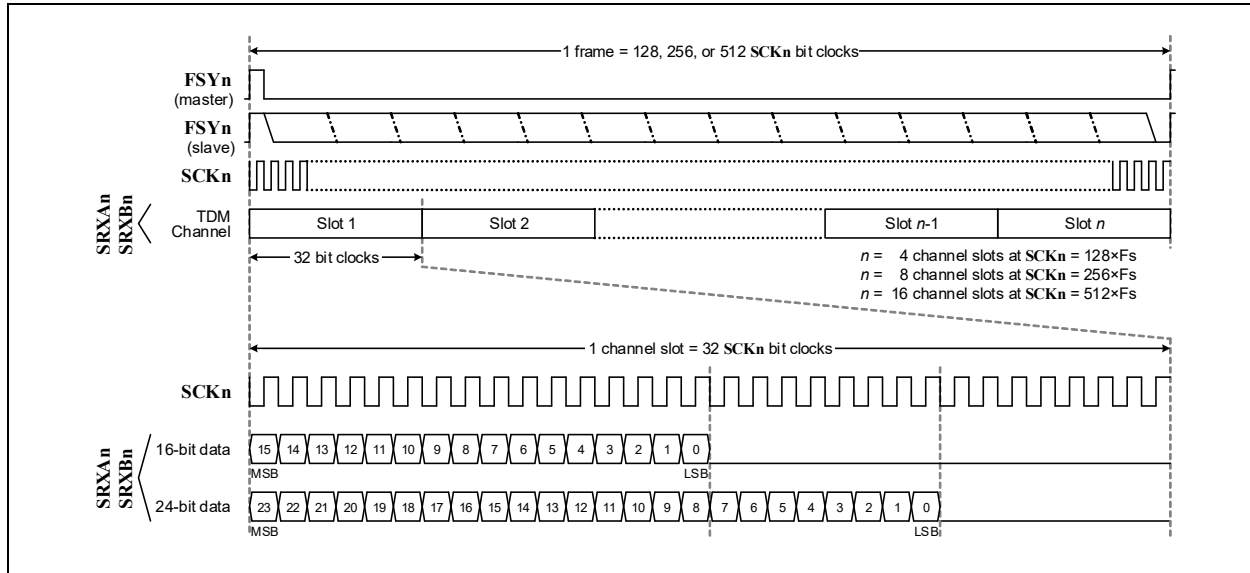 1 frame = 128, 256, or 512 SCKn bit clocks
FSYn
(master)
FSYn
(slave)
SCKn
SRXAn
SRXBn
TDM
Channel
Slot 1
Slot 2
Slot n-1
Slot n
32 bit clocks
n = 4 channel slots at SCKn = 128×Fs
n = 8 channel slots at SCKn = 256×Fs
n = 16 channel slots at SCKn = 512×Fs
1 channel slot = 32 SCKn bit clocks
SCKn
SRXAn
SRXBn
16-bit data
15 14 13 12 11 10 9 8 7 6 5 4 3 2 1 0
MSB
LSB
24-bit data
23 22 21 20 19 18 17 16 15 14 13 12 11 10 9 8 7 6 5 4 3 2 1 0
MSB
LSB